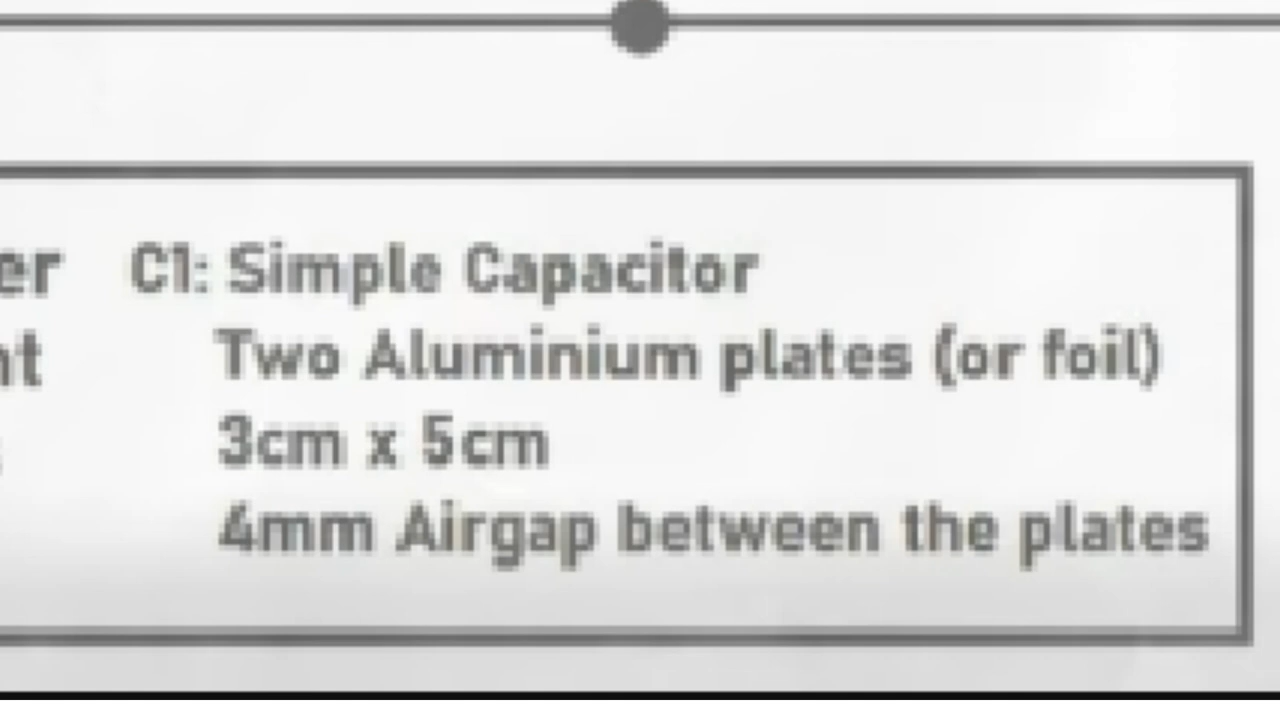 C1: Simple Capacitor
Two Aluminium plates (or foil)
3cm x 5cm
4mm Airgap between the plates